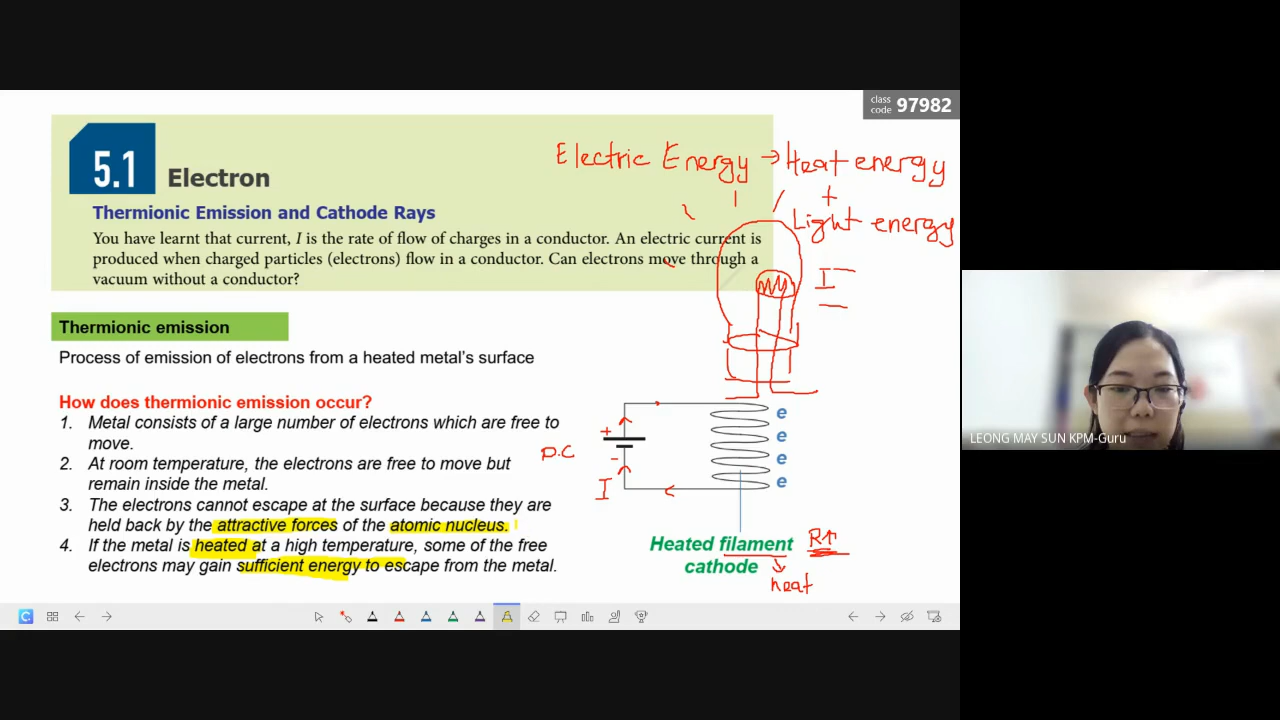 class
code 97982
5.1 Electron
Electric Energy → Heat energy
+
Light energy
Thermionic Emission and Cathode Rays
You have learnt that current, I is the rate of flow of charges in a conductor. An electric current is
produced when charged particles (electrons) flow in a conductor. Can electrons move through a
vacuum without a conductor?
I
Thermionic emission
Process of emission of electrons from a heated metal's surface
How does thermionic emission occur?
1. Metal consists of a large number of electrons which are free to
move.
2. At room temperature, the electrons are free to move but
remain inside the metal.
3. The electrons cannot escape at the surface because they are
held back by the attractive forces of the atomic nucleus.
4. If the metal is heated at a high temperature, some of the free
electrons may gain sufficient energy to escape from the metal.
e
e
e
e
+
D.C
-
I
Heated filament
cathode
R↑
heat
LEONG MAY SUN KPM-Guru